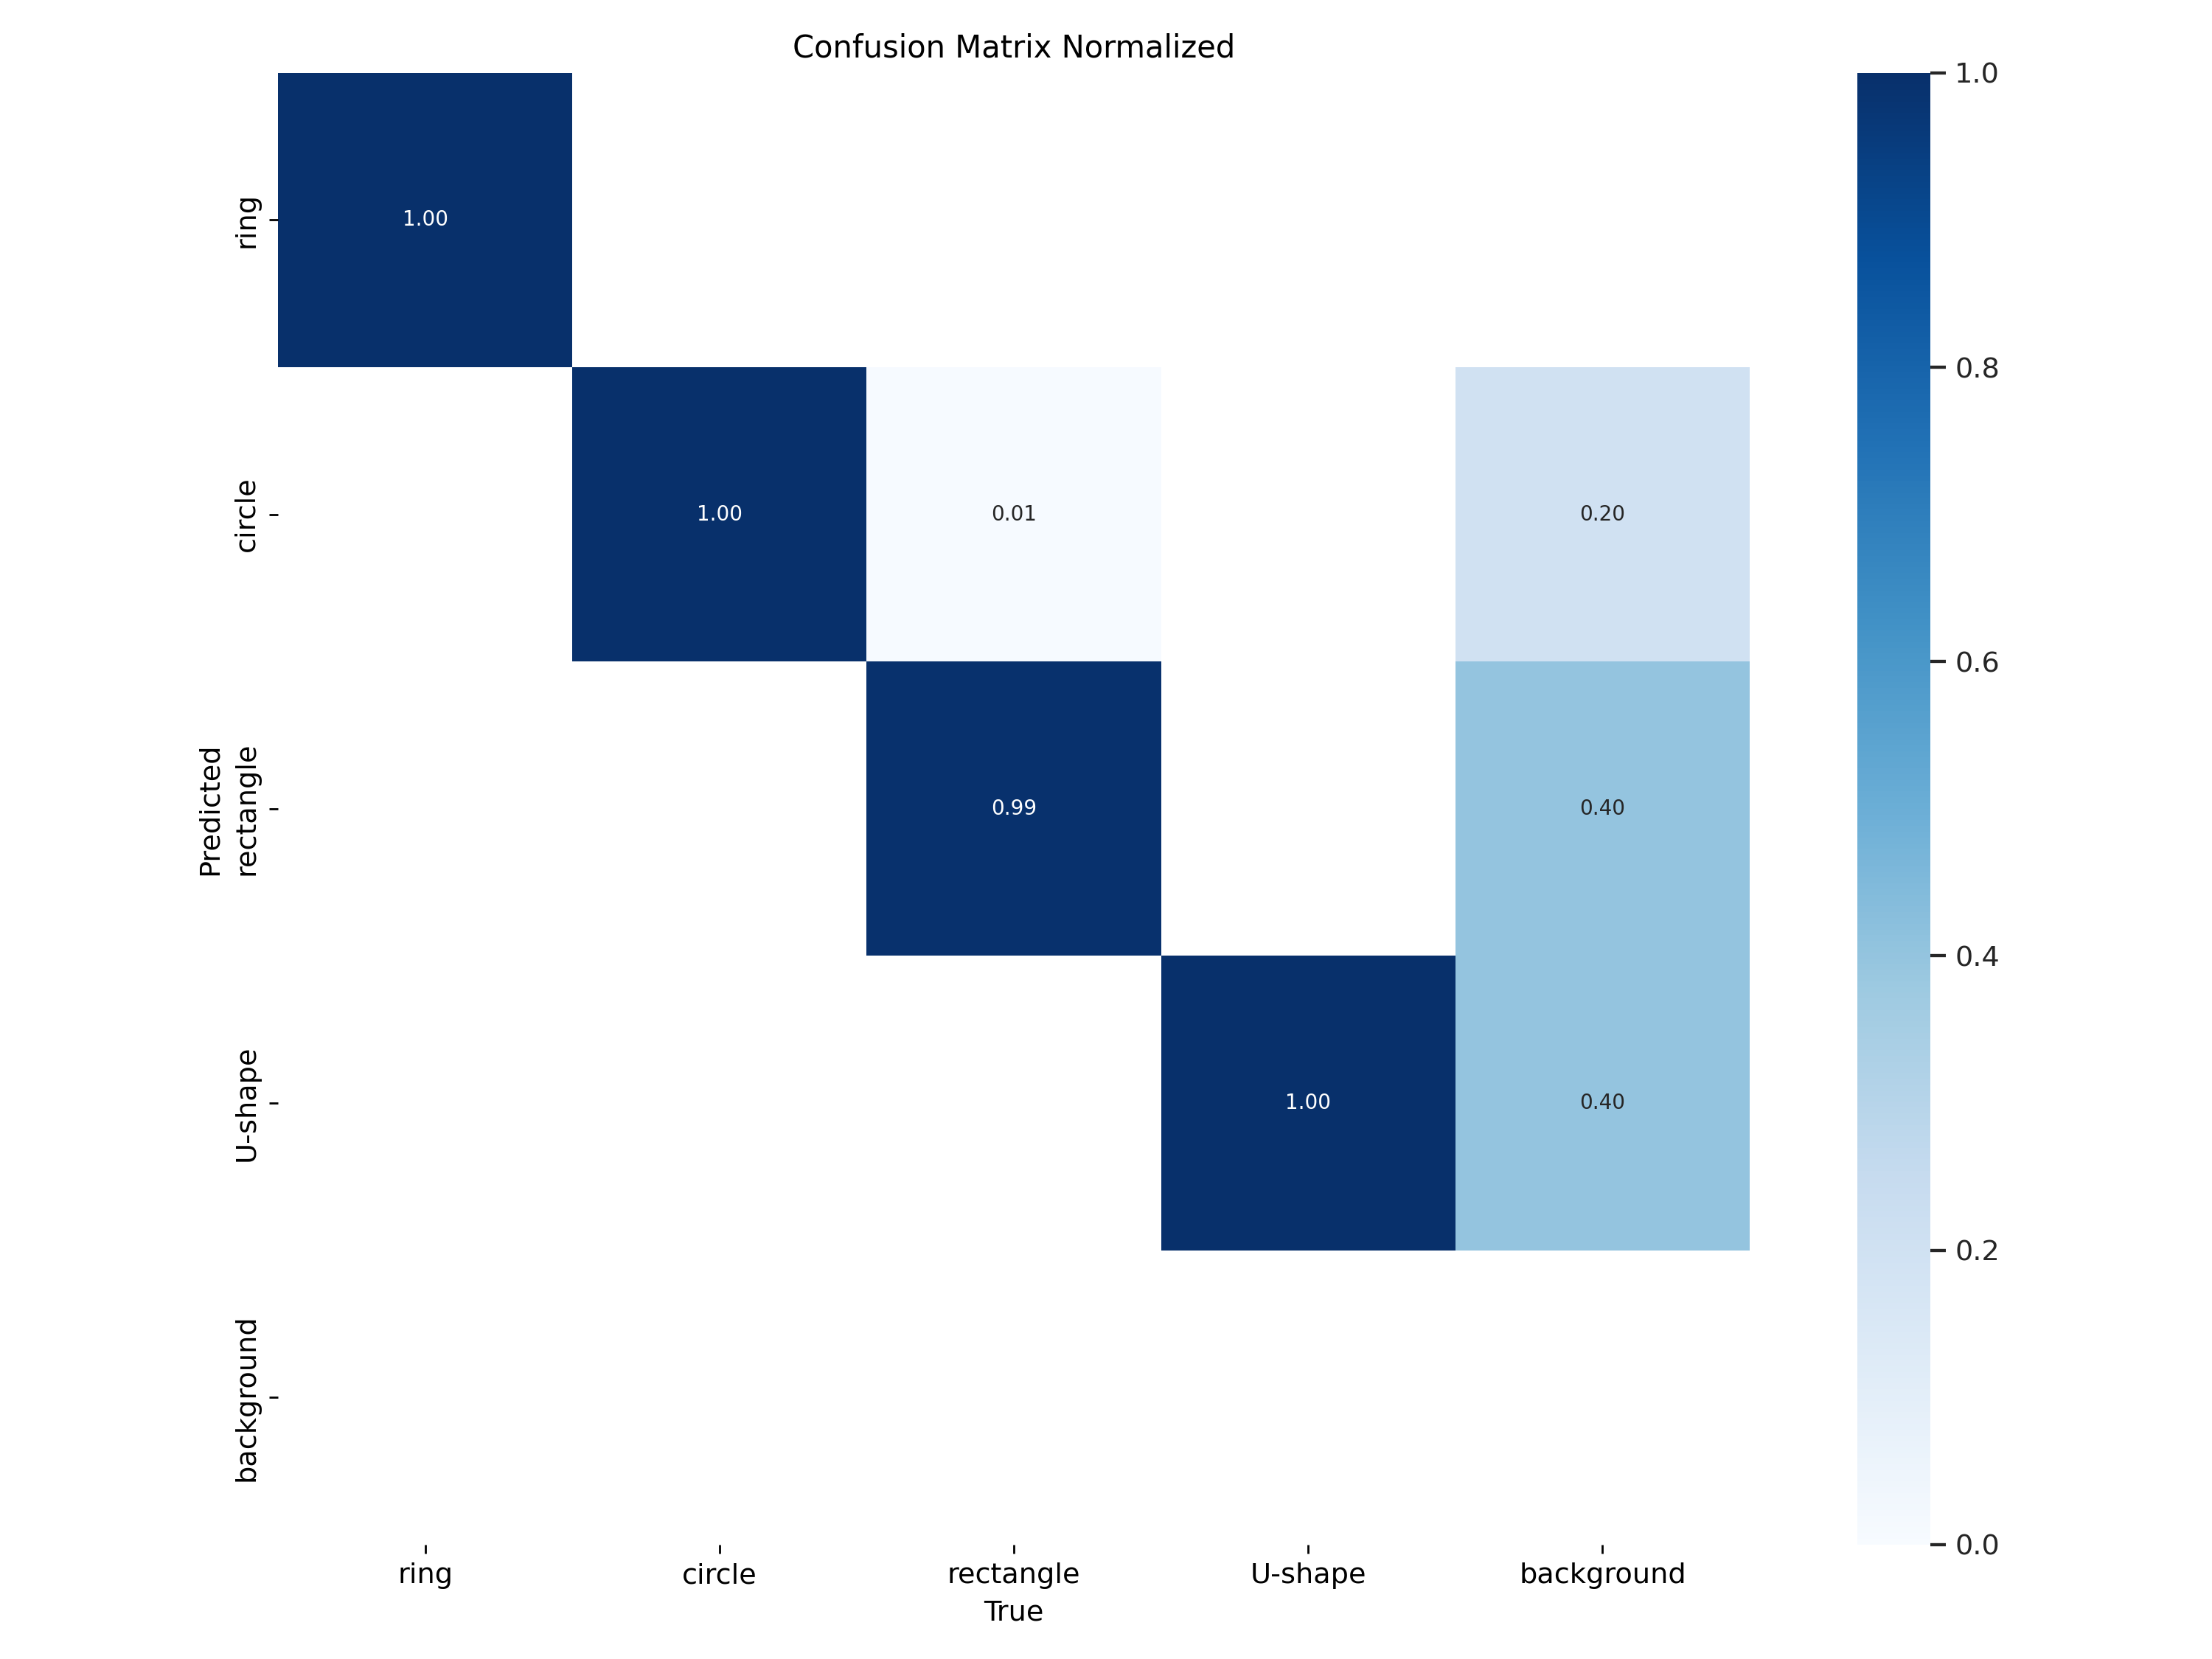 Confusion Matrix Normalized
1.0
ring
1.00
0.8
circle
1.00 0.01 0.20
0.6
Predicted
rectangle
0.99 0.40
0.4
U-shape
1.00 0.40
0.2
background
0.0
ring circle rectangle U-shape background
True